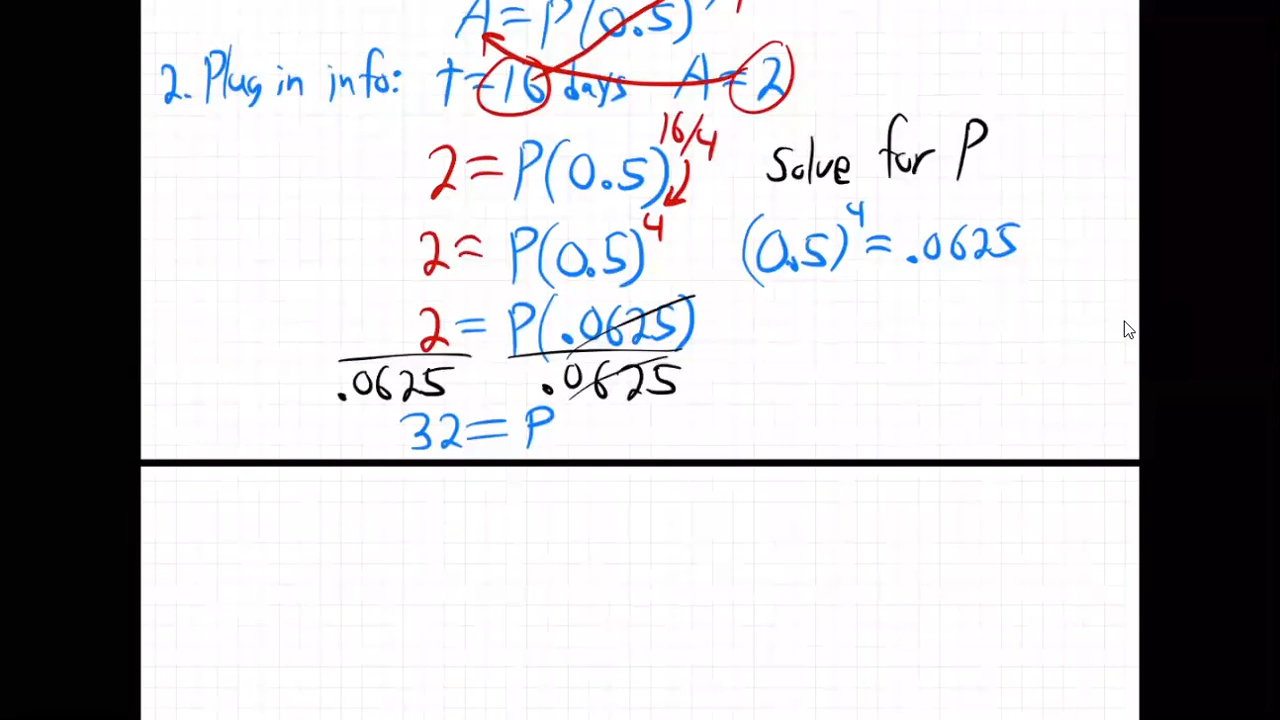 A=P(0.5)
2. Plug in info: t=16 days A=2
2=P(0.5)^16/4 Solve for P
2=P(0.5)^4 (0.5)^4=.0625
2=P(.0625)
.0625 .0625
32=P